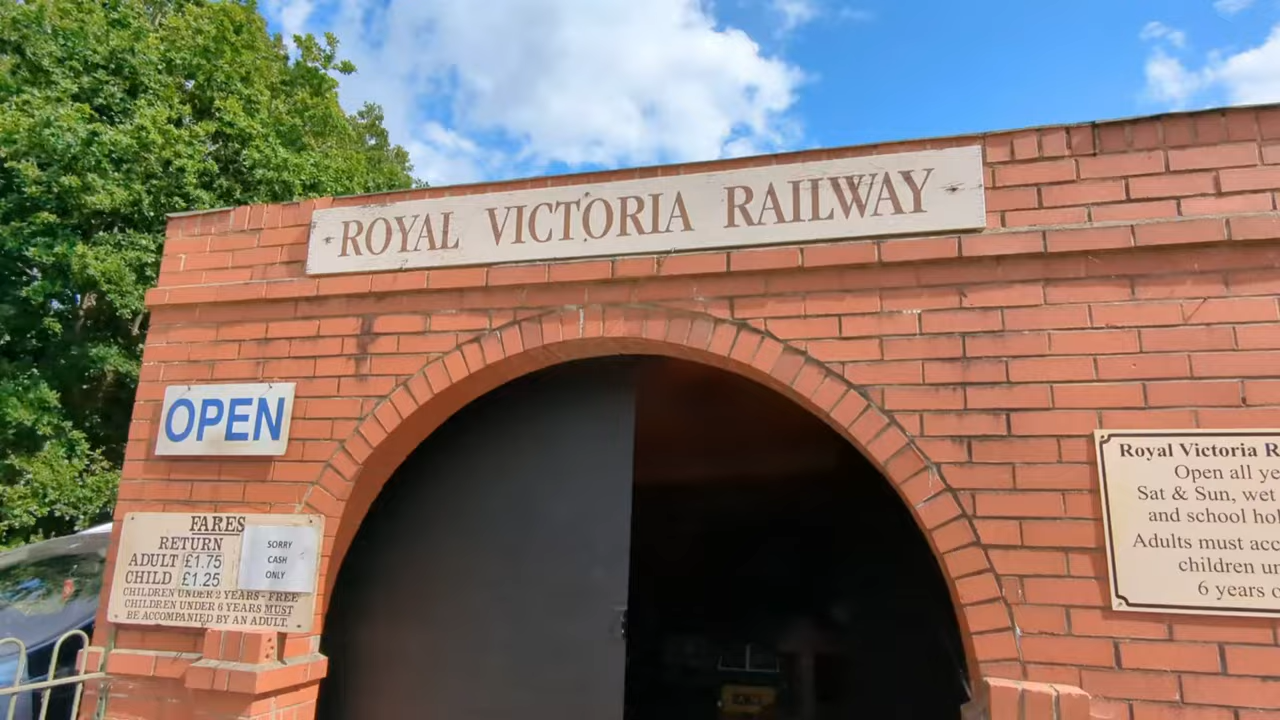 ROYAL VICTORIA RAILWAY
OPEN
FARES
RETURN
ADULT £1.75
CHILD £1.25
SORRY
CASH
ONLY
CHILDREN UNDER 2 YEARS - FREE
CHILDREN UNDER 6 YEARS MUST
BE ACCOMPANIED BY AN ADULT.
Royal Victoria R
Open all ye
Sat & Sun, wet
and school hol
Adults must acc
children un
6 years o